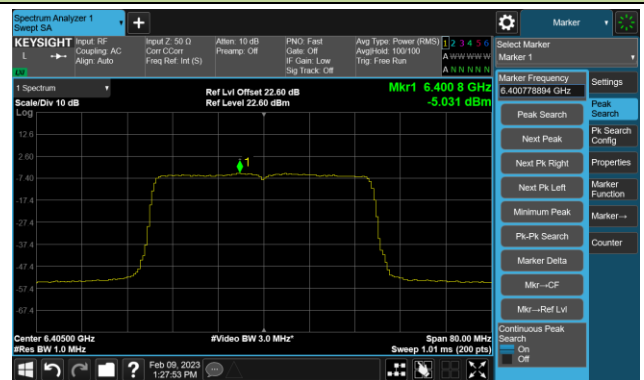 Spectrum Analyzer 1
Swept SA
+
Marker
KEYSIGHT Input: RF Input Z: 50 Ω Atten: 10 dB PNO: Fast Avg Type: Power (RMS) 1 2 3 4 5 6
L Coupling: AC Corr CCorr Preamp: Off Gate: Off Avg|Hold: 100/100 A W W W W W
Align: Auto Freq Ref: Int (S) IF Gain: Low Trig: Free Run
Sig Track: Off A N N N N N
Select Marker
Marker 1
1 Spectrum
Scale/Div 10 dB
Log
Ref Lvl Offset 22.60 dB
Ref Level 22.60 dBm
Mkr1 6.400 8 GHz
-5.031 dBm
12.6
2.60
-7.40
-17.4
-27.4
-37.4
-47.4
-57.4
-67.4
1
Center 6.40500 GHz #Video BW 3.0 MHz* Span 80.00 MHz
#Res BW 1.0 MHz Sweep 1.01 ms (200 pts)
Marker Frequency
6.400778894 GHz
Peak Search
Next Peak
Next Pk Right
Next Pk Left
Minimum Peak
Pk-Pk Search
Marker Delta
Mkr→CF
Mkr→Ref Lvl
Continuous Peak
Search
On
Off
Settings
Peak
Search
Pk Search
Config
Properties
Marker
Function
Marker→
Counter
?
Feb 09, 2023
1:27:53 PM